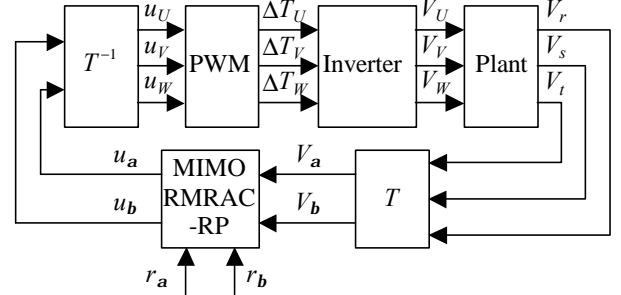 u_U ΔT_U V_U V_r
u_V ΔT_V V_V V_s
u_W ΔT_W V_W V_t
T⁻¹ PWM Inverter Plant
u_a V_a
u_b V_b
MIMO
RMRAC
-RP
T
r_a r_b